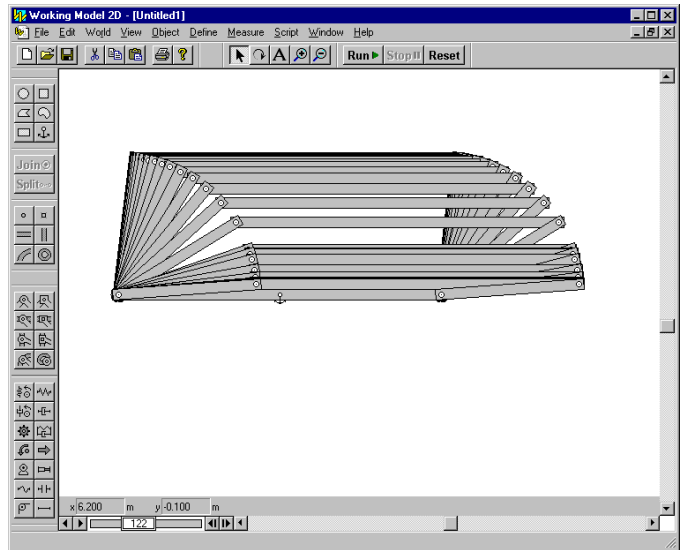 Working Model 2D - [Untitled1]
File Edit World View Object Define Measure Script Window Help
A Run Stop Reset
Join
Split
x 6.200 m y -0.100 m
122